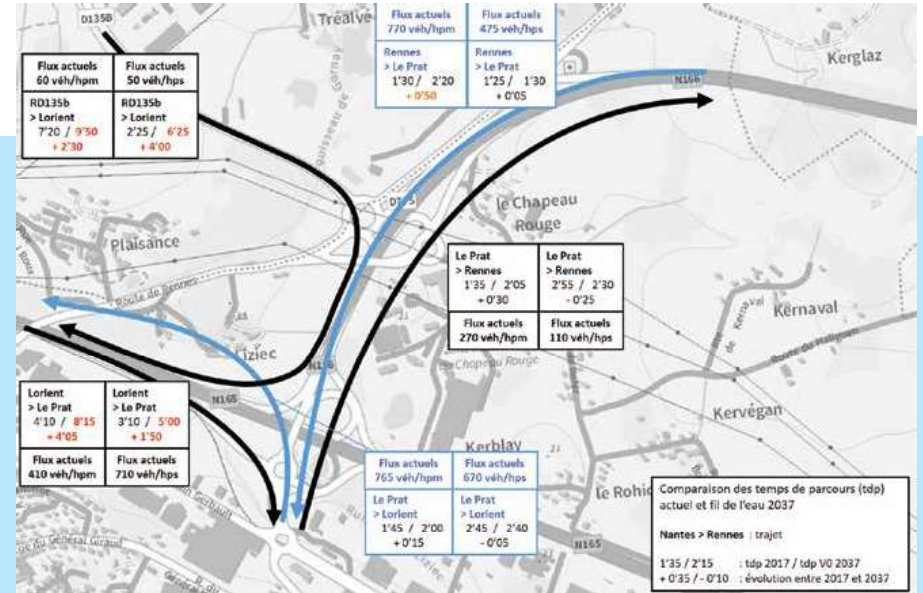 D135B
Tréalve
Flux actuels
770 véh/hpm
Flux actuels
475 véh/hps
Rennes
> Le Prat
1'30 / 2'20
+ 0'50
Rennes
> Le Prat
1'25 / 1'30
+ 0'05
Kerglaz
N166
Flux actuels
60 véh/hpm
Flux actuels
50 véh/hps
RD135b
> Lorient
7'20 / 9'50
+ 2'30
RD135b
> Lorient
2'25 / 6'25
+ 4'00
le Chapeau
Rouge
Plaisance
Route de Rennes
Liziec
Le Prat
> Rennes
1'35 / 2'05
+ 0'30
Le Prat
> Rennes
2'55 / 2'30
- 0'25
Flux actuels
270 véh/hpm
Flux actuels
110 véh/hps
Kernaval
Chapeau Rouge
Kervégan
N165
Lorient
> Le Prat
4'10 / 8'15
+ 4'05
Lorient
> Le Prat
3'10 / 5'00
+ 1'50
Flux actuels
410 véh/hpm
Flux actuels
710 véh/hps
Kerblay
Flux actuels
765 véh/hpm
Flux actuels
670 véh/hps
Le Prat
> Lorient
1'45 / 2'00
+ 0'15
Le Prat
> Lorient
2'45 / 2'40
- 0'05
le Rohic
N165
du Général Giraud
Comparaison des temps de parcours (tdp)
actuel et fil de l'eau 2037
Nantes > Rennes : trajet
1'35 / 2'15 : tdp 2017 / tdp V0 2037
+ 0'35 / - 0'10 : évolution entre 2017 et 2037